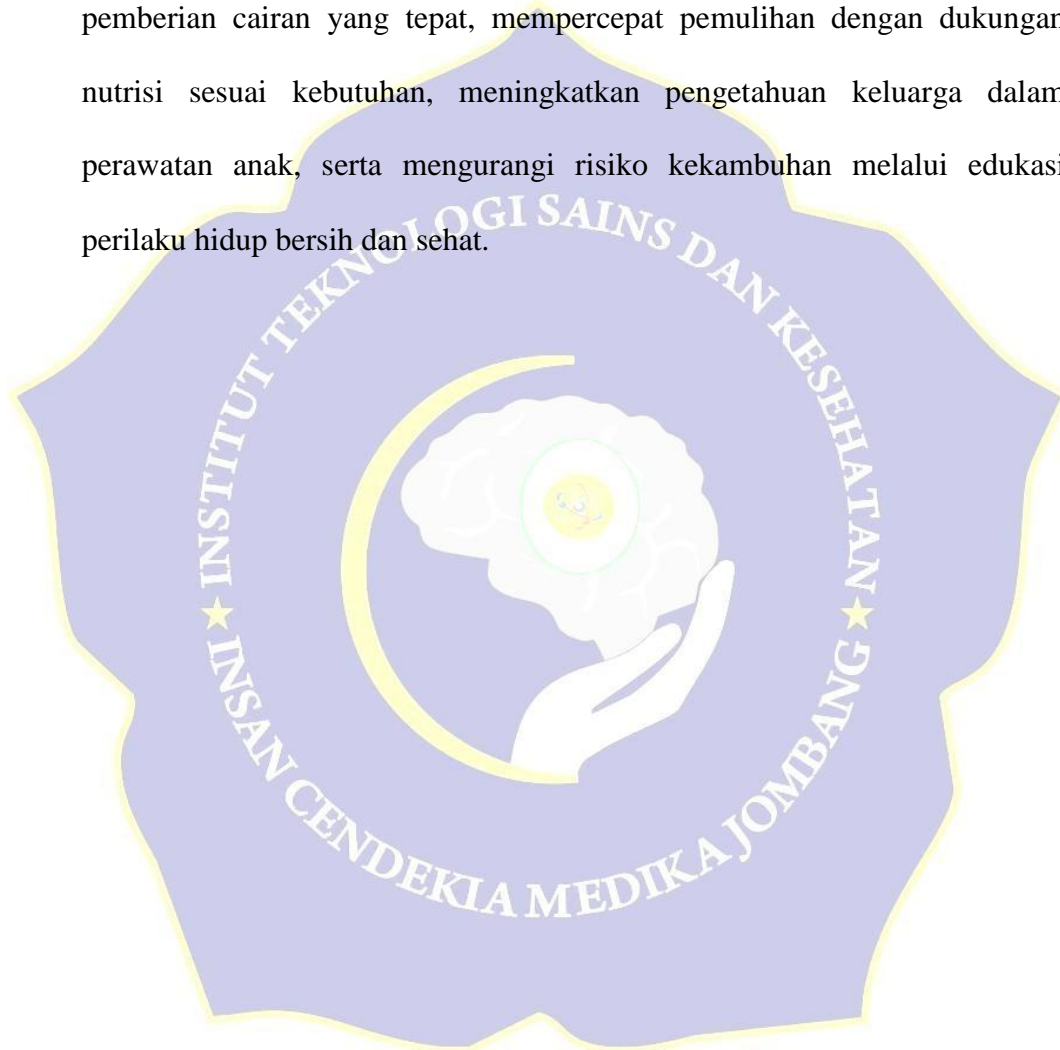 pemberian cairan yang tepat, mempercepat pemulihan dengan dukungan
nutrisi sesuai kebutuhan, meningkatkan pengetahuan keluarga dalam
perawatan anak, serta mengurangi risiko kekambuhan melalui edukasi
perilaku hidup bersih dan sehat.
INSTITUT TEKNOLOGI SAINS DAN KESEHATAN
INSAN CENDEKIA MEDIKA JOMBANG